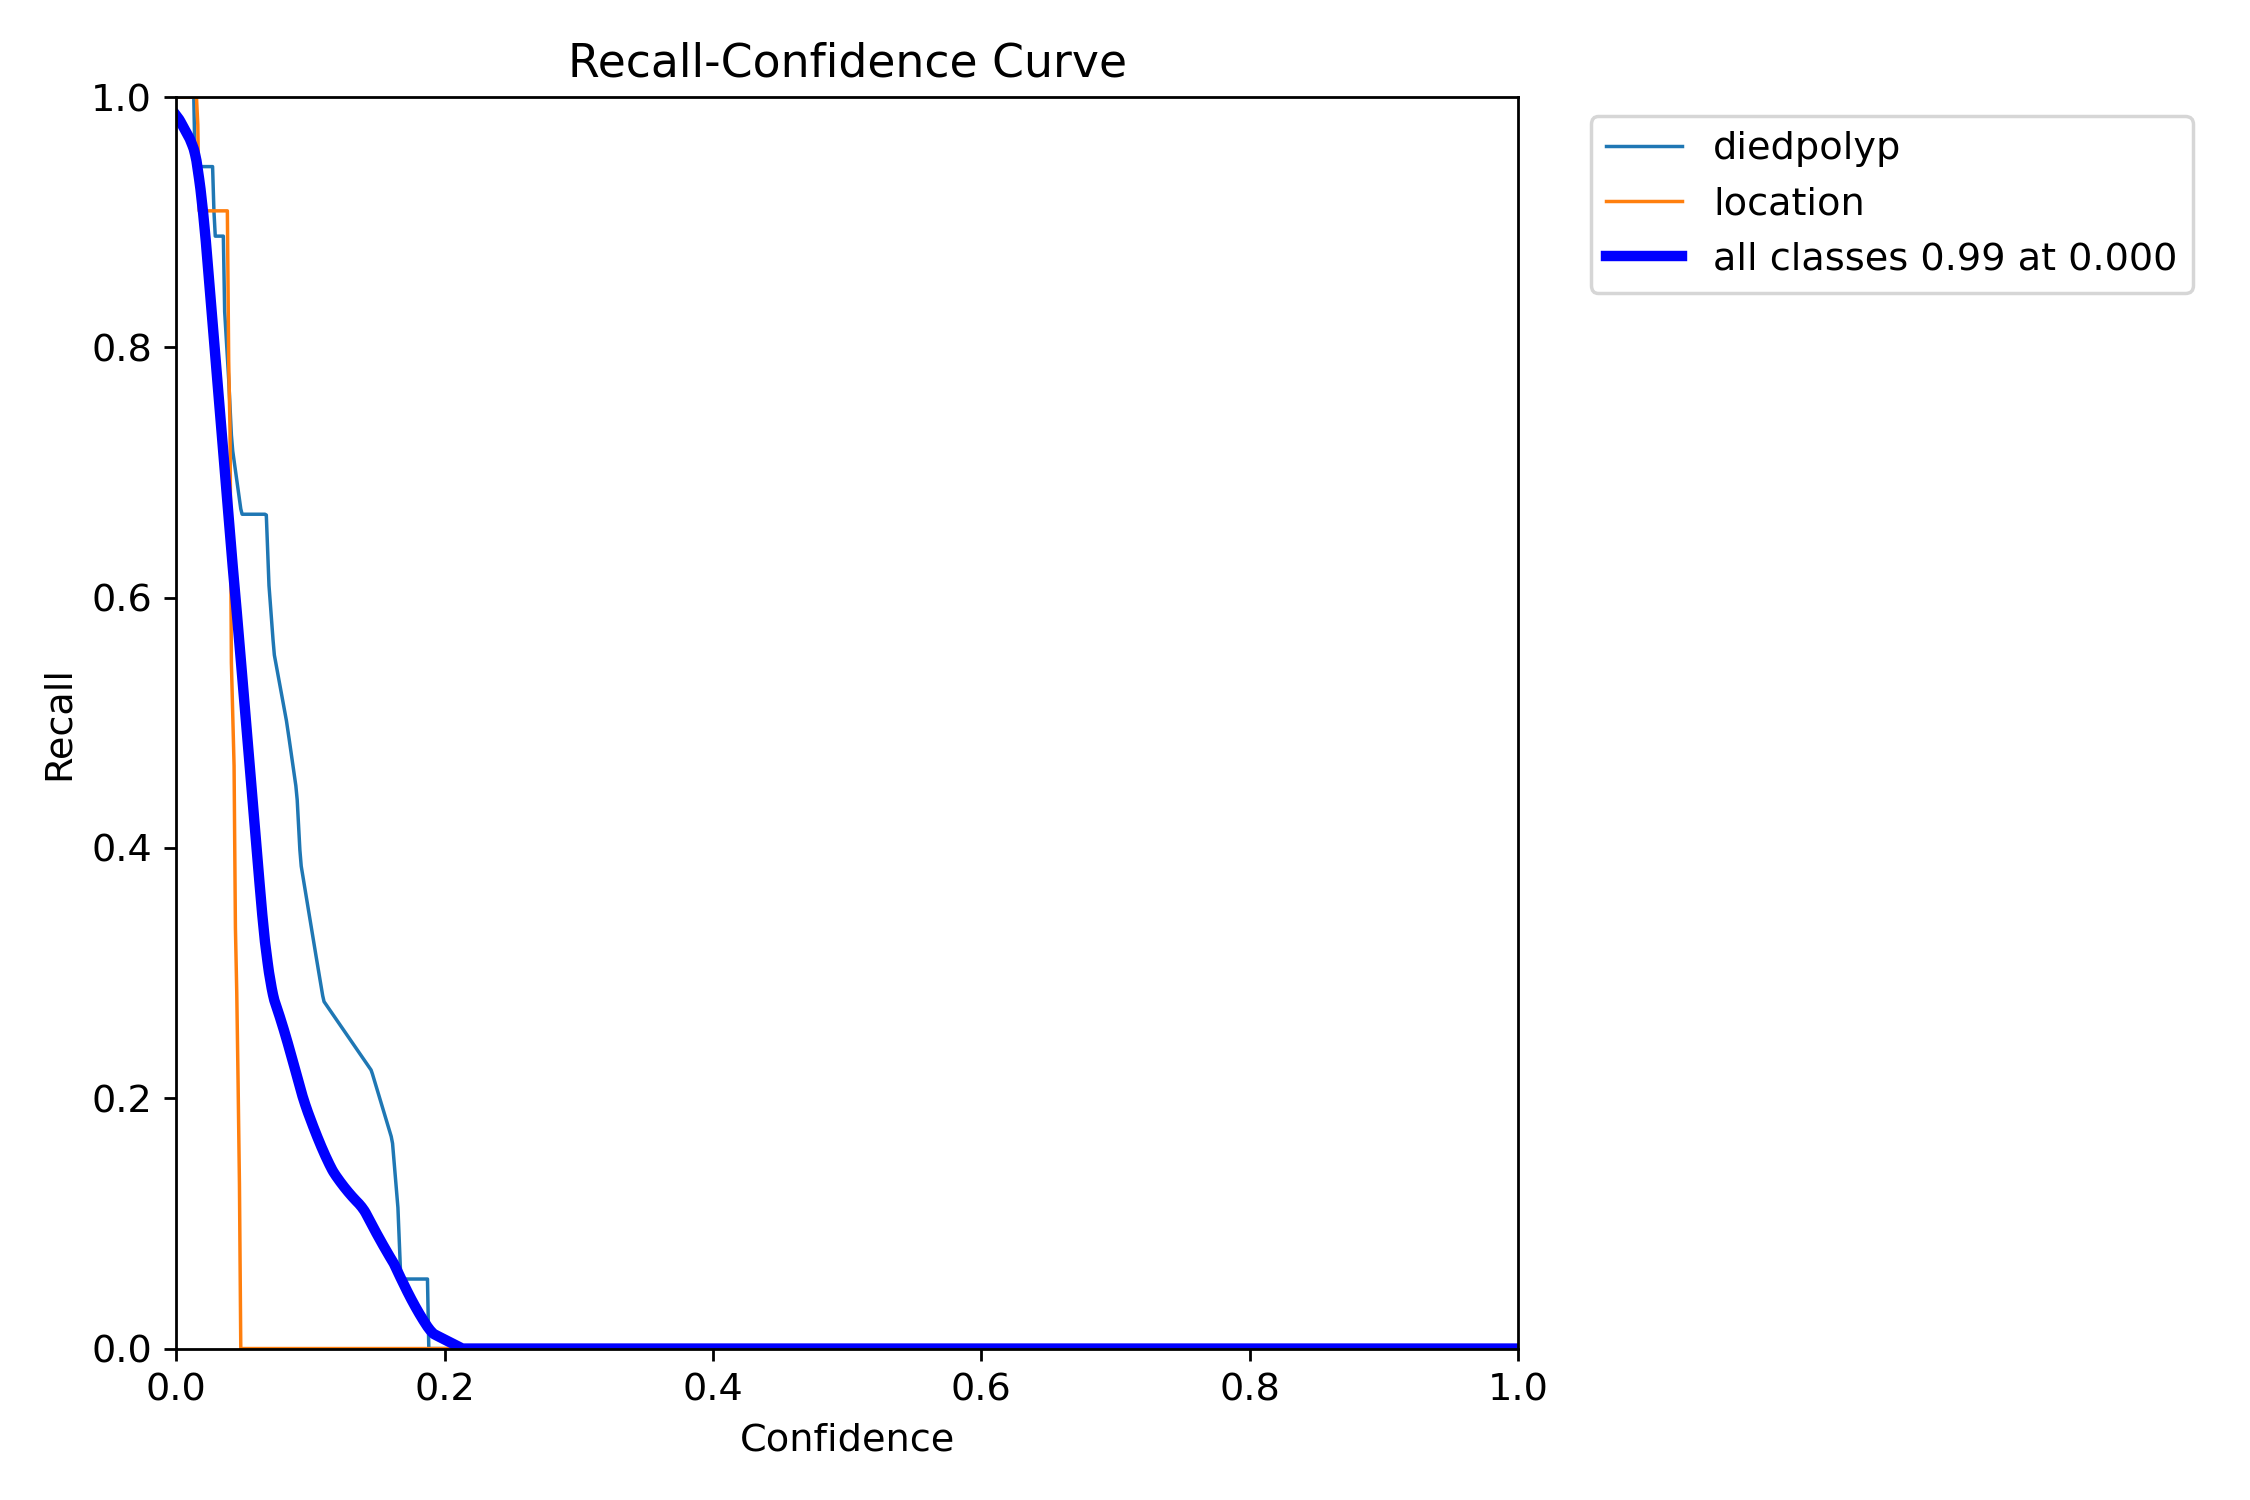 Recall-Confidence Curve
1.0
0.8
0.6
0.4
0.2
0.0
Recall
0.0 0.2 0.4 0.6 0.8 1.0
Confidence
diedpolyp
location
all classes 0.99 at 0.000